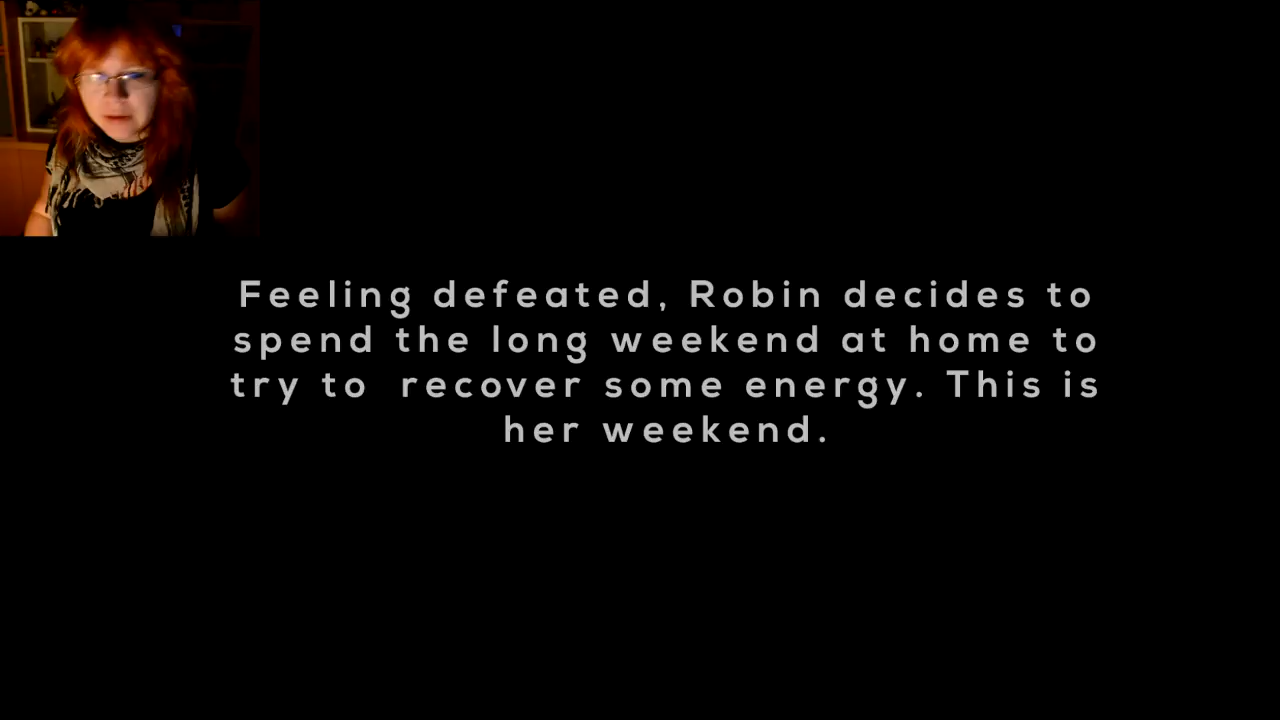 Feeling defeated, Robin decides to
spend the long weekend at home to
try to  recover some energy. This is
her weekend.